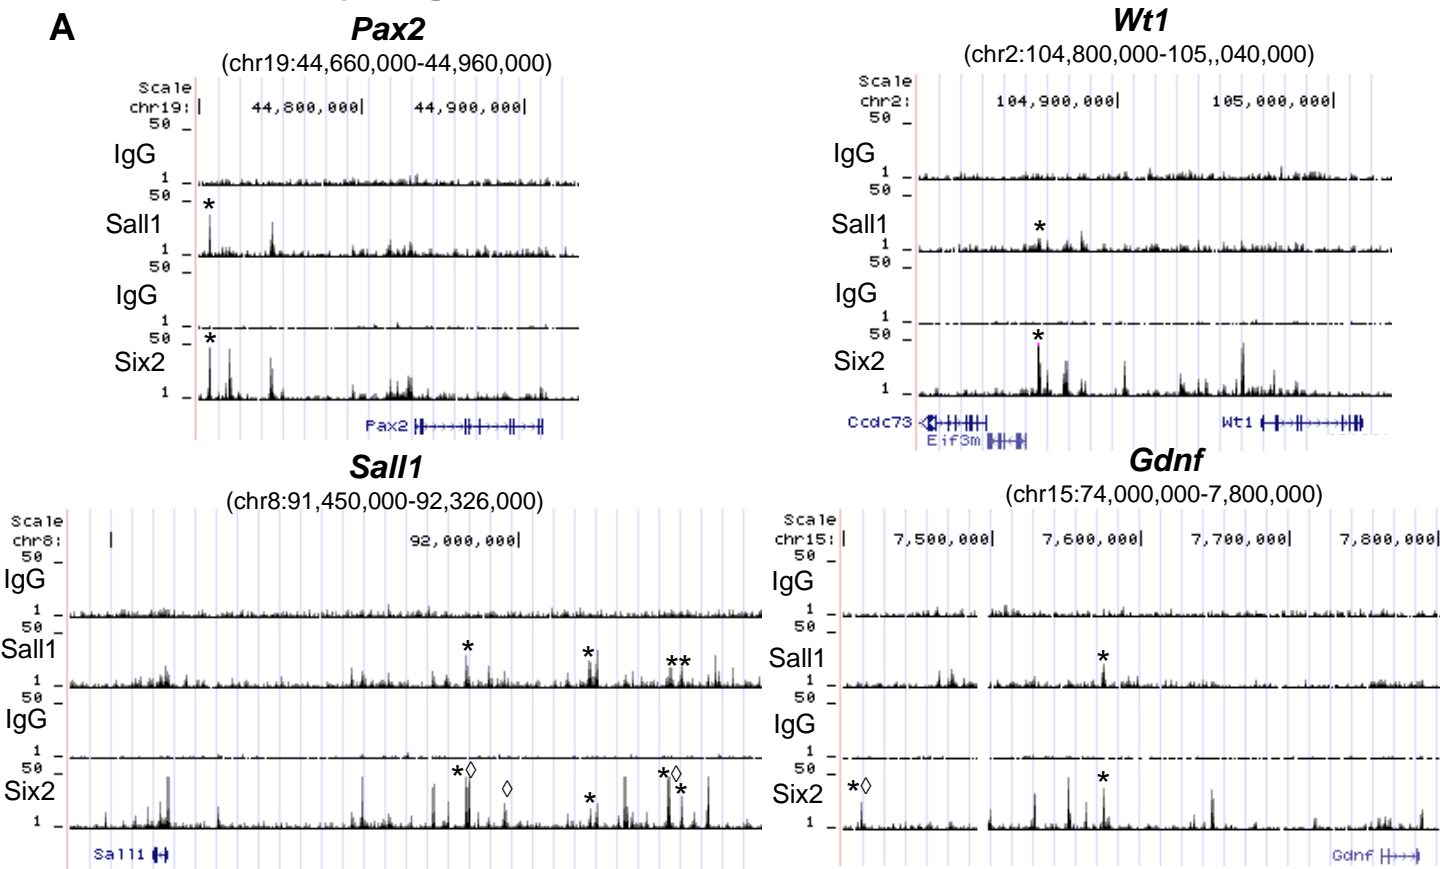 A
Pax2
(chr19:44,660,000-44,960,000)
Scale
chr19: 44,800,000 44,900,000
50
IgG
1
50
*
Sall1
1
50
IgG
1
50
*
Six2
1
Pax2
Wt1
(chr2:104,800,000-105,,040,000)
Scale
chr2: 104,900,000 105,000,000
50
IgG
1
50
*
Sall1
1
50
IgG
1
50
*
Six2
1
Ccdc73 Wt1
Eif3m
Sall1
(chr8:91,450,000-92,326,000)
Scale
chr8: 92,000,000
50
IgG
1
50
* * **
Sall1
1
50
IgG
1
50
*◊ ◊ * *◊ *
Six2
1
Sall1
Gdnf
(chr15:74,000,000-7,800,000)
Scale
chr15: 7,500,000 7,600,000 7,700,000 7,800,000
50
IgG
1
50
*
Sall1
1
50
IgG
1
50
*◊ *
Six2
1
Gdnf